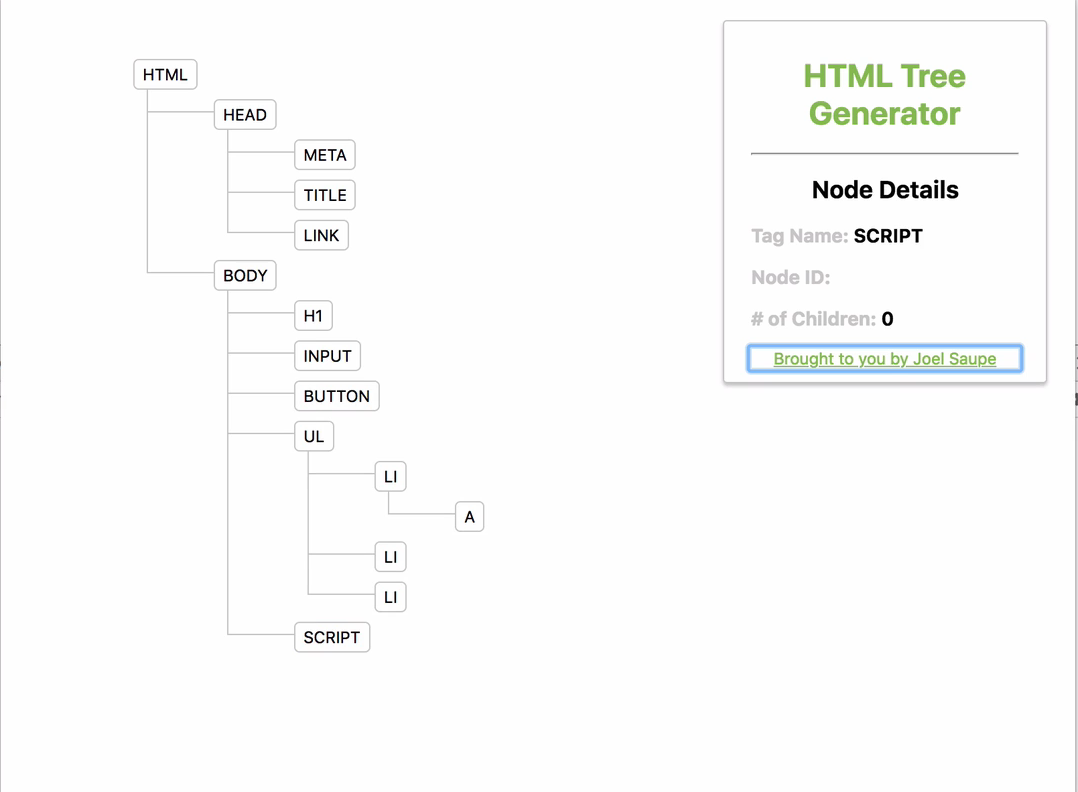 HTML
HEAD
META
TITLE
LINK
BODY
H1
INPUT
BUTTON
UL
LI
A
LI
LI
SCRIPT
HTML Tree
Generator
Node Details
Tag Name: SCRIPT
Node ID:
# of Children: 0
Brought to you by Joel Saupe